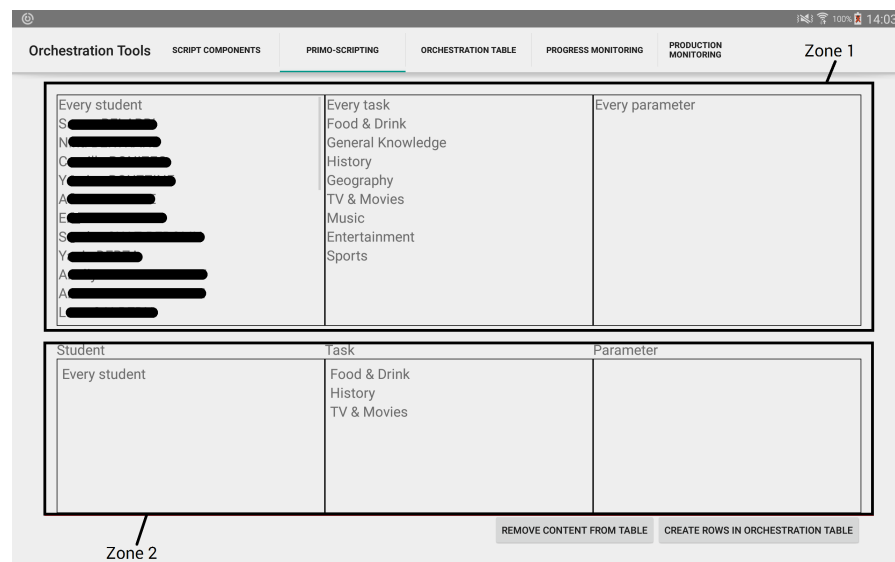 100% 14:03
Orchestration Tools SCRIPT COMPONENTS PRIMO-SCRIPTING ORCHESTRATION TABLE PROGRESS MONITORING PRODUCTION MONITORING
Zone 1
Every student
S
N
C
Y
A
E
S
Y
A
A
L
Every task
Food & Drink
General Knowledge
History
Geography
TV & Movies
Music
Entertainment
Sports
Every parameter
Student Task Parameter
Every student
Food & Drink
History
TV & Movies
REMOVE CONTENT FROM TABLE CREATE ROWS IN ORCHESTRATION TABLE
Zone 2